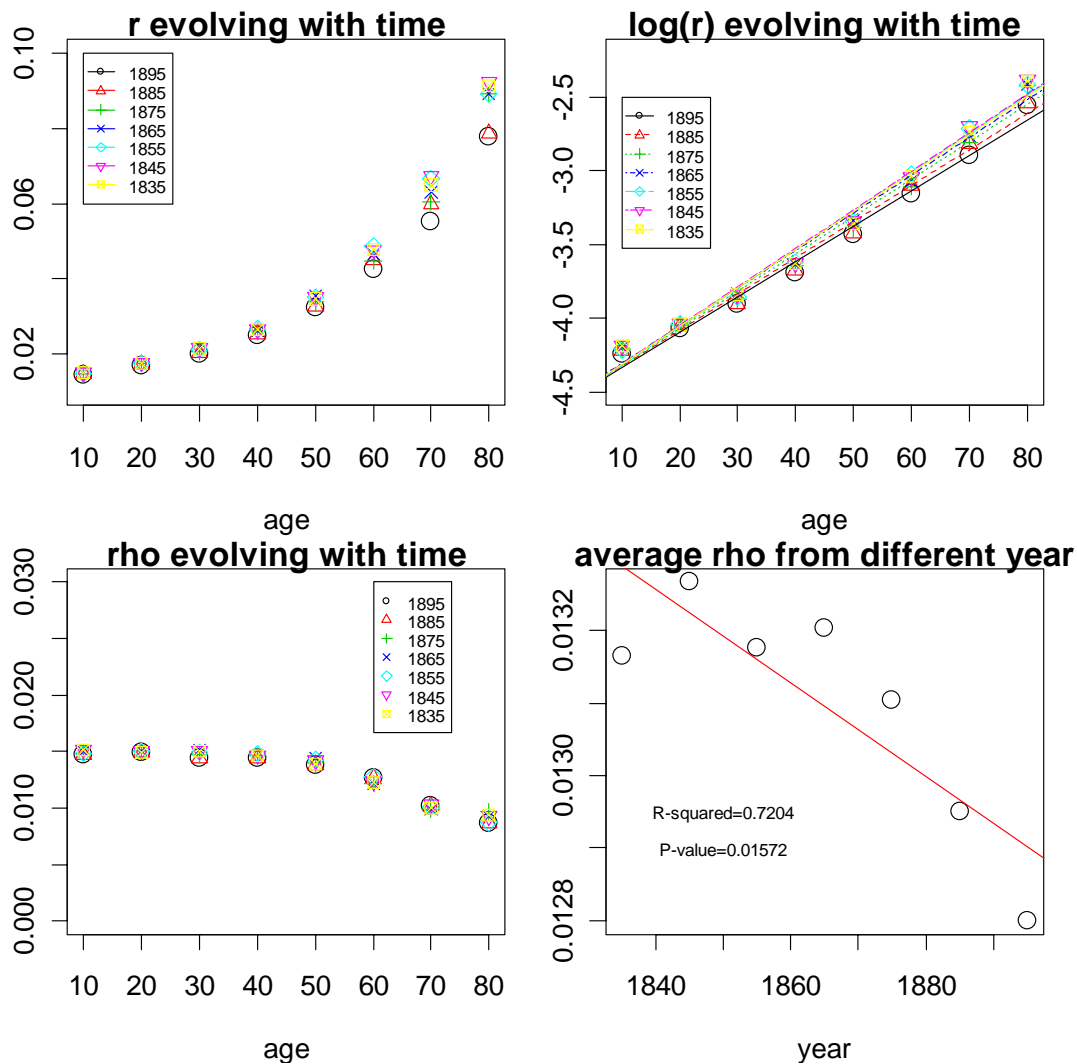 r evolving with time
0.10
0.06
0.02
1895
1885
1875
1865
1855
1845
1835
10 20 30 40 50 60 70 80
age
log(r) evolving with time
-2.5
-3.0
-3.5
-4.0
-4.5
1895
1885
1875
1865
1855
1845
1835
10 20 30 40 50 60 70 80
age
rho evolving with time
0.030
0.020
0.010
0.000
1895
1885
1875
1865
1855
1845
1835
10 20 30 40 50 60 70 80
age
average rho from different year
0.0132
0.0130
0.0128
R-squared=0.7204
P-value=0.01572
1840 1860 1880
year